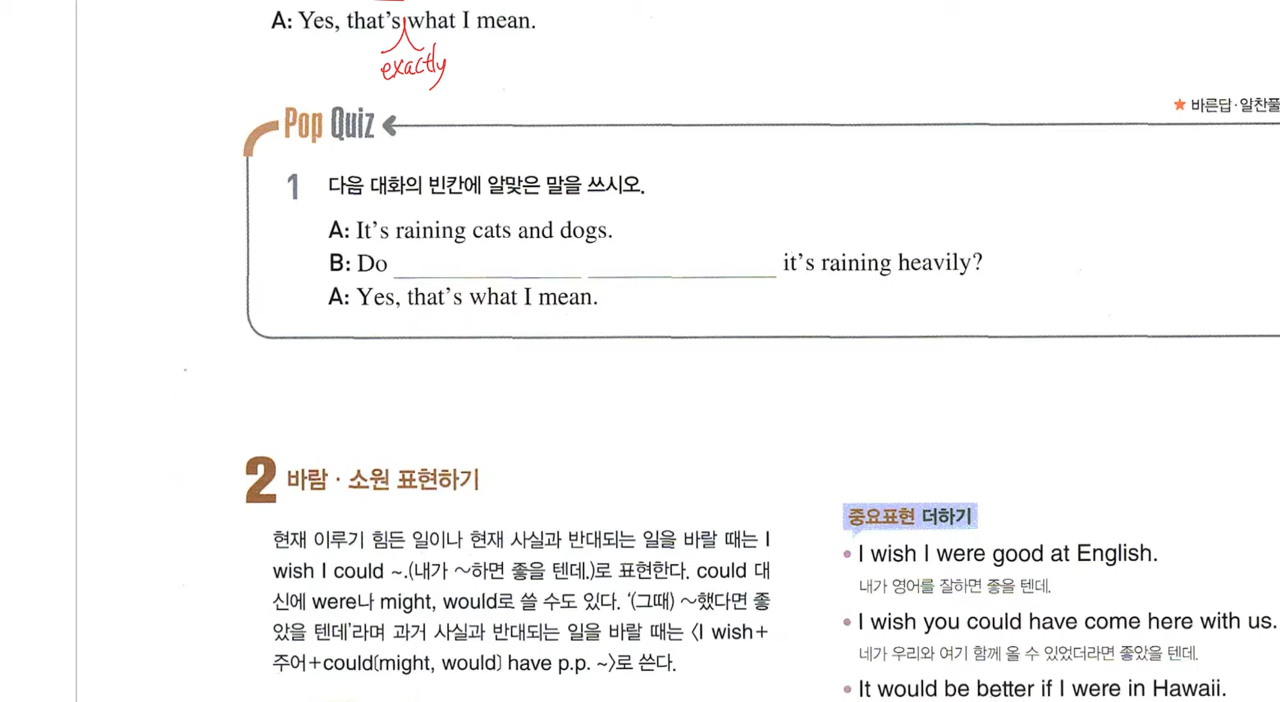 A: Yes, that's what I mean.
exactly
Pop Quiz
★ 바른답·알찬풀
1 다음 대화의 빈칸에 알맞은 말을 쓰시오.
A: It's raining cats and dogs.
B: Do ____________ ____________ it's raining heavily?
A: Yes, that's what I mean.
2 바람·소원 표현하기
현재 이루기 힘든 일이나 현재 사실과 반대되는 일을 바랄 때는 I
wish I could ~.(내가 ~하면 좋을 텐데.)로 표현한다. could 대
신에 were나 might, would로 쓸 수도 있다. '(그때) ~했다면 좋
았을 텐데'라며 과거 사실과 반대되는 일을 바랄 때는 〈I wish+
주어+could(might, would) have p.p. ~〉로 쓴다.
중요표현 더하기
• I wish I were good at English.
내가 영어를 잘하면 좋을 텐데.
• I wish you could have come here with us.
네가 우리와 여기 함께 올 수 있었더라면 좋았을 텐데.
• It would be better if I were in Hawaii.